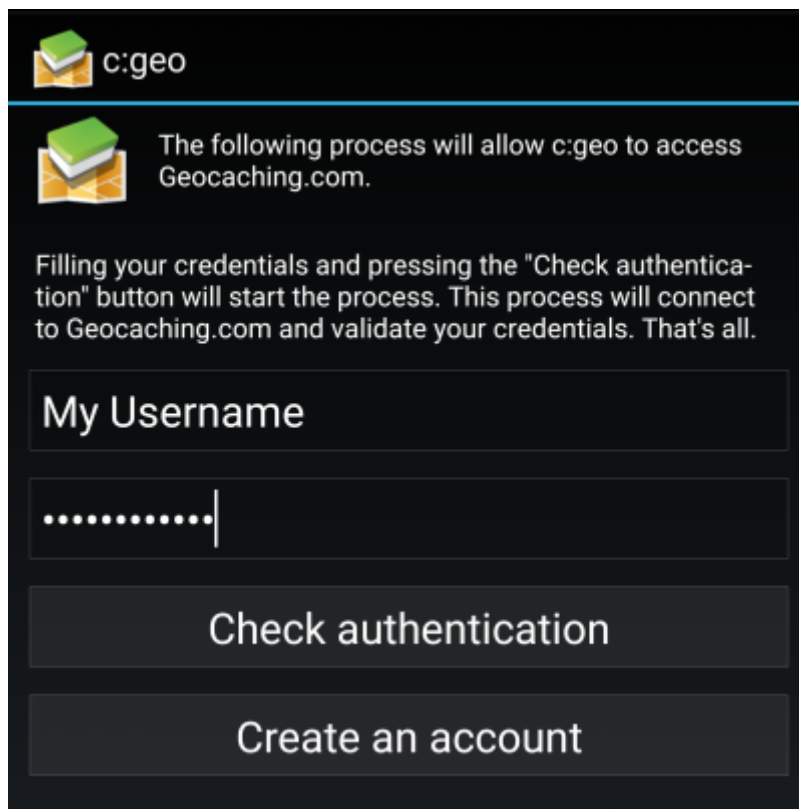 c:geo
The following process will allow c:geo to access
Geocaching.com.
Filling your credentials and pressing the "Check authentica-
tion" button will start the process. This process will connect
to Geocaching.com and validate your credentials. That's all.
My Username
••••••••••••
Check authentication
Create an account